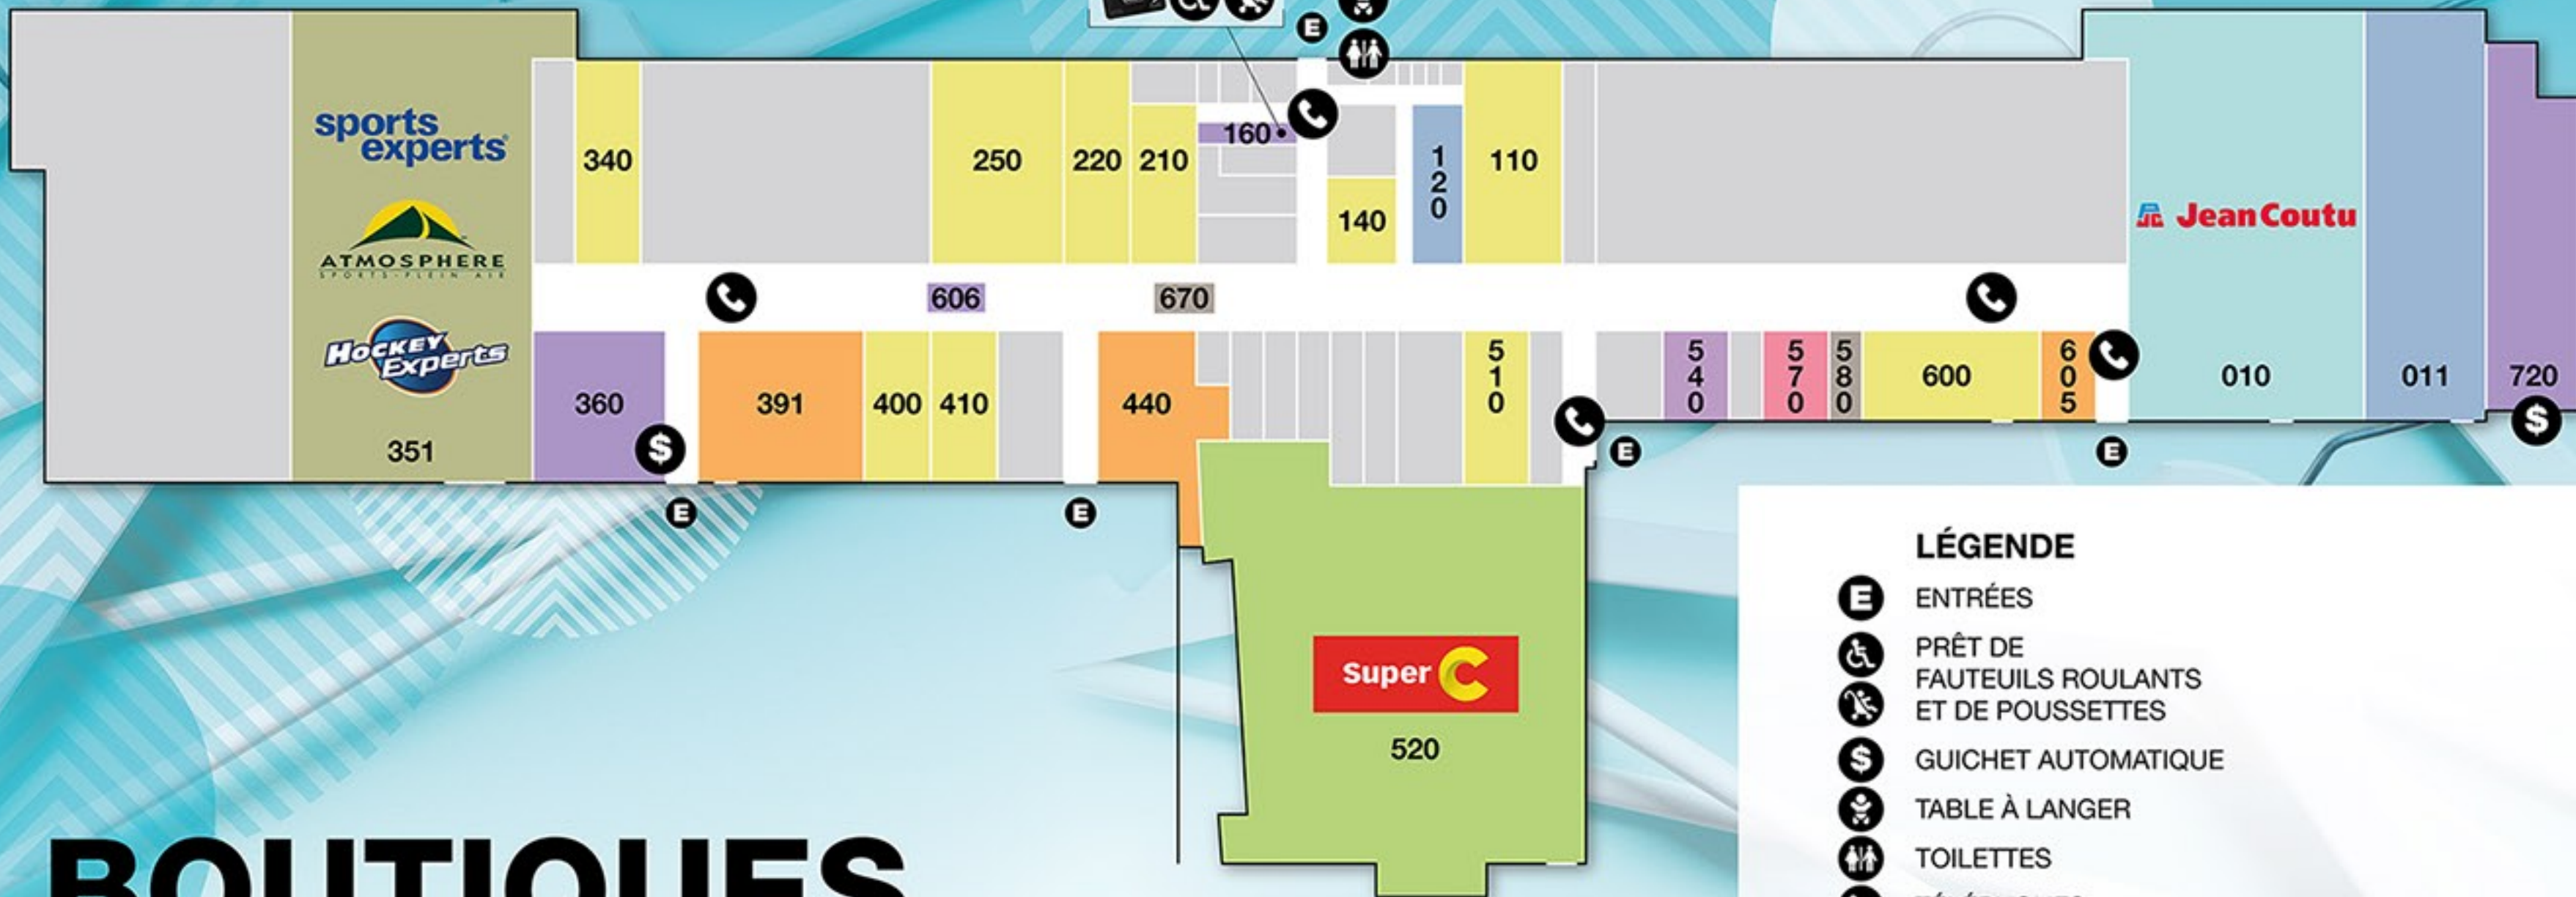 E
sports
experts
ATMOSPHERE
SPORTS-PLEIN AIR
HOCKEY
Experts
351
340
250
220
210
160
140
120
110
Jean Coutu
010
011
720
$
606
670
360
$
391
400
410
440
510
540
570
580
600
605
E
E
E
E
Super C
520
LÉGENDE
E ENTRÉES
PRÊT DE
FAUTEUILS ROULANTS
ET DE POUSSETTES
$ GUICHET AUTOMATIQUE
TABLE À LANGER
TOILETTES
BOUTIQUES